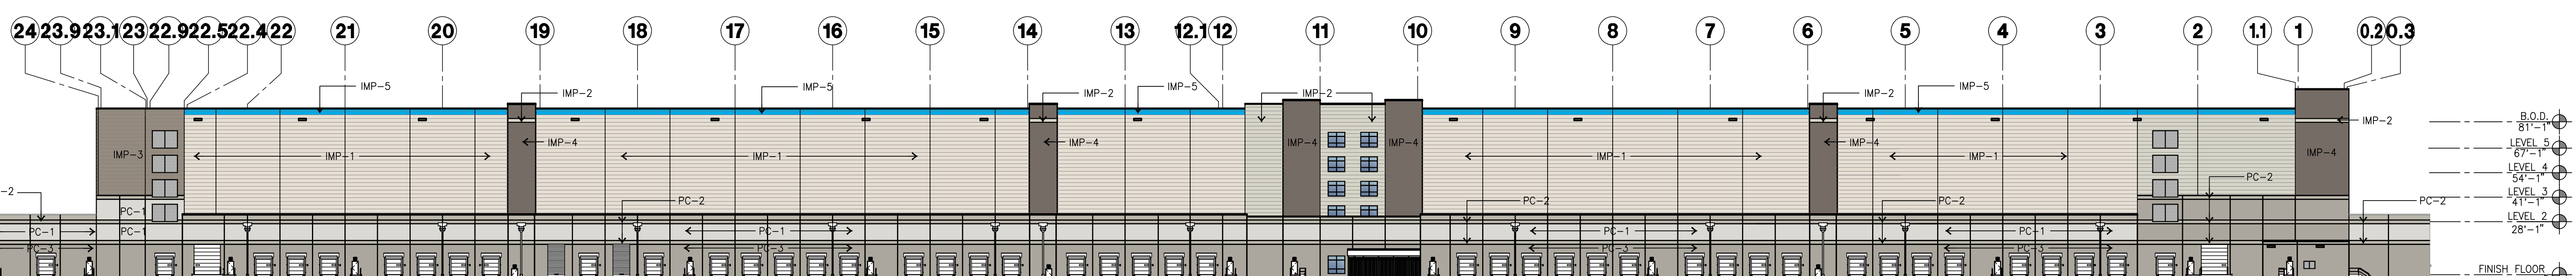 24 23.9 23.1 23 22.9 22.5 22.4 22 21 20 19 18 17 16 15 14 13 12.1 12 11 10 9 8 7 6 5 4 3 2 1.1 1 0.2 0.3
IMP-5 IMP-2 IMP-5 IMP-2 IMP-5 IMP-2 IMP-2 IMP-5
B.O.D.
81'-1"
IMP-2
IMP-3 IMP-1 IMP-4 IMP-1 IMP-4 IMP-4 IMP-4 IMP-1 IMP-4 IMP-1 IMP-4
LEVEL 5
67'-1"
LEVEL 4
54'-1"
PC-2
LEVEL 3
41'-1"
-2 PC-2 PC-2 PC-2 PC-2
PC-1
LEVEL 2
28'-1"
PC-1 PC-1 PC-1 PC-1 PC-1
PC-3 PC-3 PC-3 PC-3
FINISH FLOOR